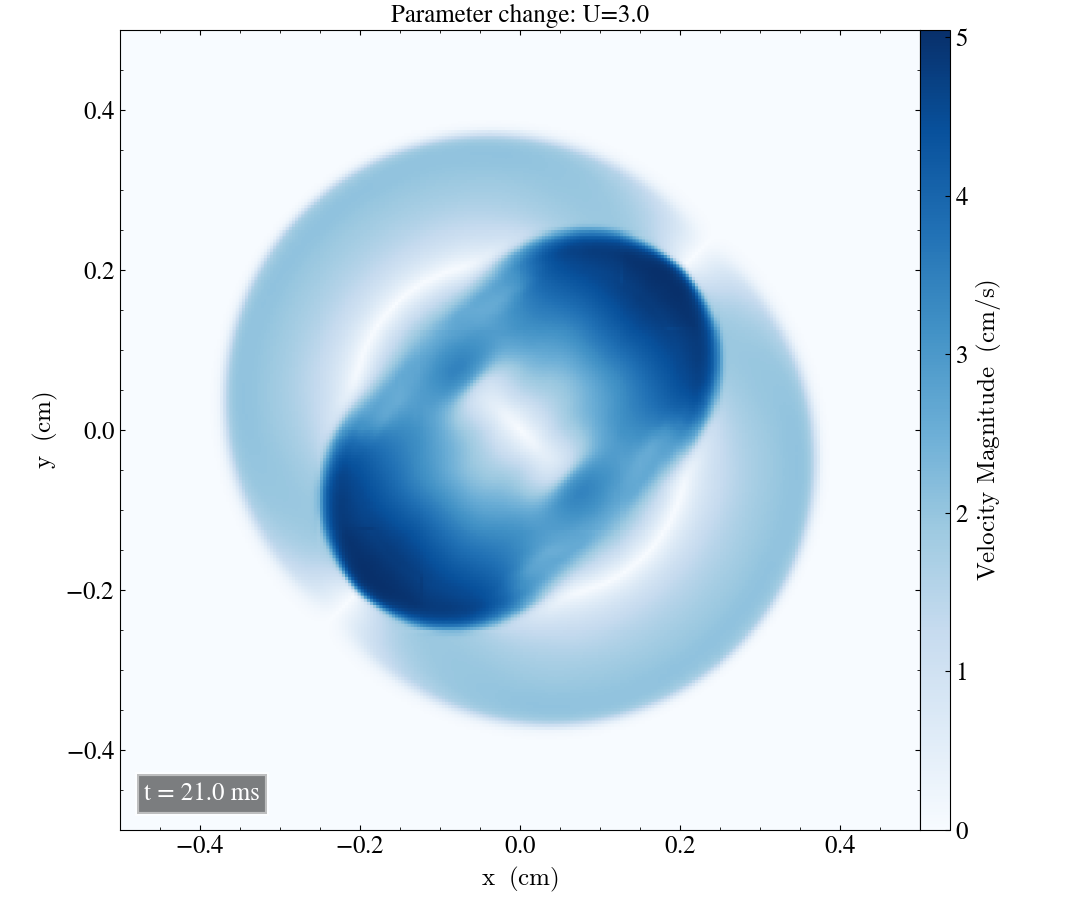 Parameter change: U=3.0
0.4
0.2
0.0
−0.2
−0.4
y (cm)
t = 21.0 ms
−0.4 −0.2 0.0 0.2 0.4
x (cm)
5
4
3
2
1
0
Velocity Magnitude (cm/s)